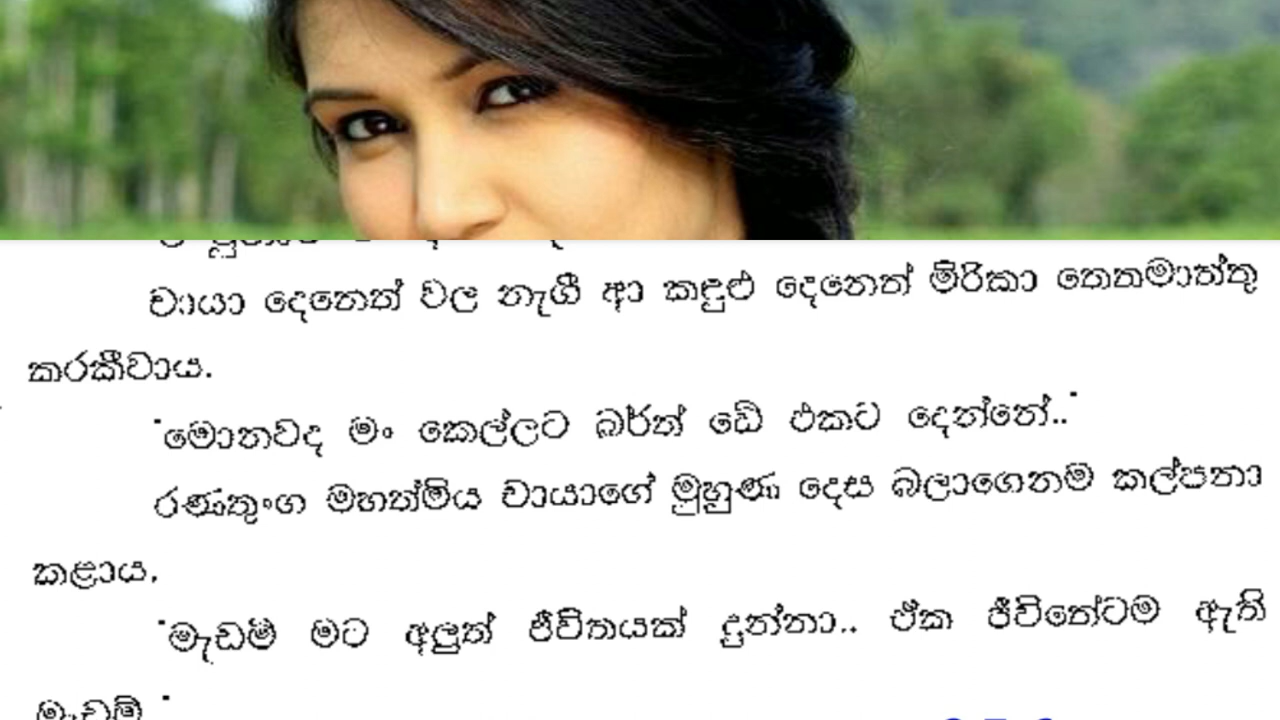 චායා දෙනෙත් වල නැගී ආ කඳුළු දෙනෙන් මිරිකා තෙතමාත්තු
කරකීවාය.
"මොනවද මං කෙල්ලට බර්ත් ඩේ එකට දෙන්නේ.."
රණතුංග මහත්මිය චායාගේ මුහුණ දෙස බලාගෙනම කල්පනා
කළාය.
"මැඩම් මට අලුත් ජීවිතයක් දුන්නා.. ඒක ජීවිතේටම ඇති
මැඩම් "